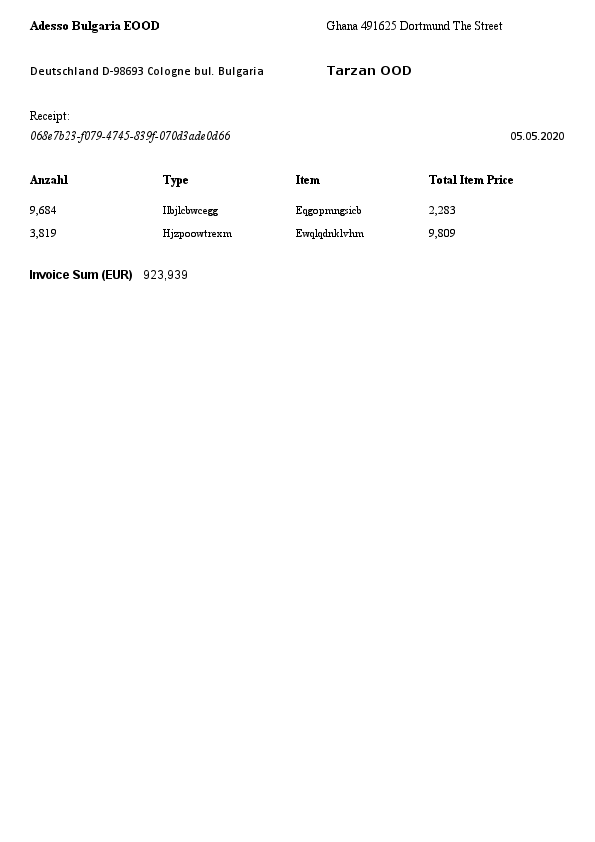 Adesso Bulgaria EOOD Ghana 491625 Dortmund The Street
Deutschland D-98693 Cologne bul. Bulgaria Tarzan OOD
Receipt:
068e7b23-f079-4745-839f-070d3ade0d66 05.05.2020
Anzahl Type Item Total Item Price
9,684 Ilbjlcbwcegg Eqgopmngsicb 2,283
3,819 Hjzpoowtrexm Ewqlqdnklvhm 9,809
Invoice Sum (EUR) 923,939